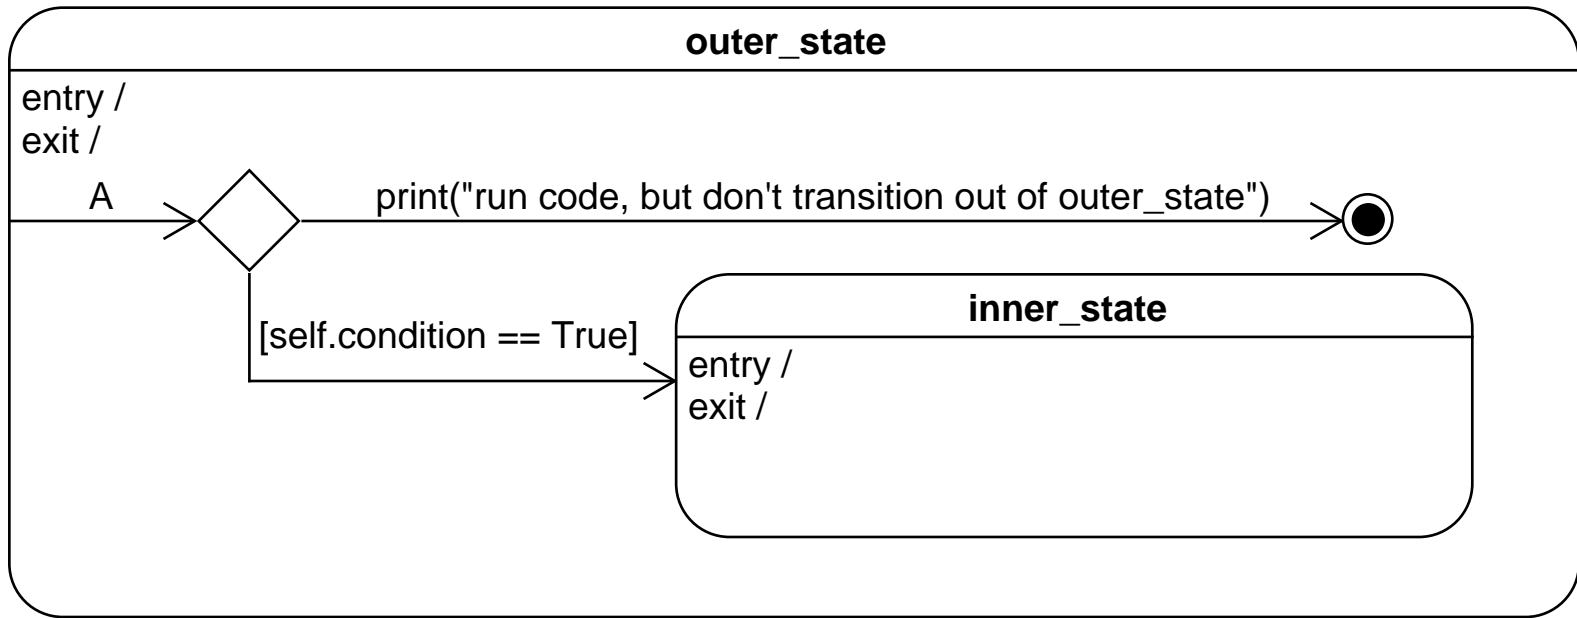 outer_state
entry /
exit /
A
print("run code, but don't transition out of outer_state")
[self.condition == True]
inner_state
entry /
exit /